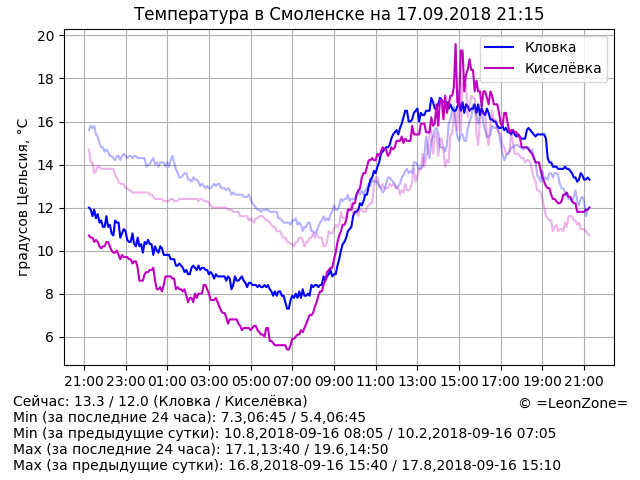 Температура в Смоленске на 17.09.2018 21:15
20
18
16
14
12
10
8
6
градусов Цельсия, °C
Кловка
Киселёвка
21:00 23:00 01:00 03:00 05:00 07:00 09:00 11:00 13:00 15:00 17:00 19:00 21:00
Сейчас: 13.3 / 12.0 (Кловка / Киселёвка)
© =LeonZone=
Min (за последние 24 часа): 7.3,06:45 / 5.4,06:45
Min (за предыдущие сутки): 10.8,2018-09-16 08:05 / 10.2,2018-09-16 07:05
Max (за последние 24 часа): 17.1,13:40 / 19.6,14:50
Max (за предыдущие сутки): 16.8,2018-09-16 15:40 / 17.8,2018-09-16 15:10